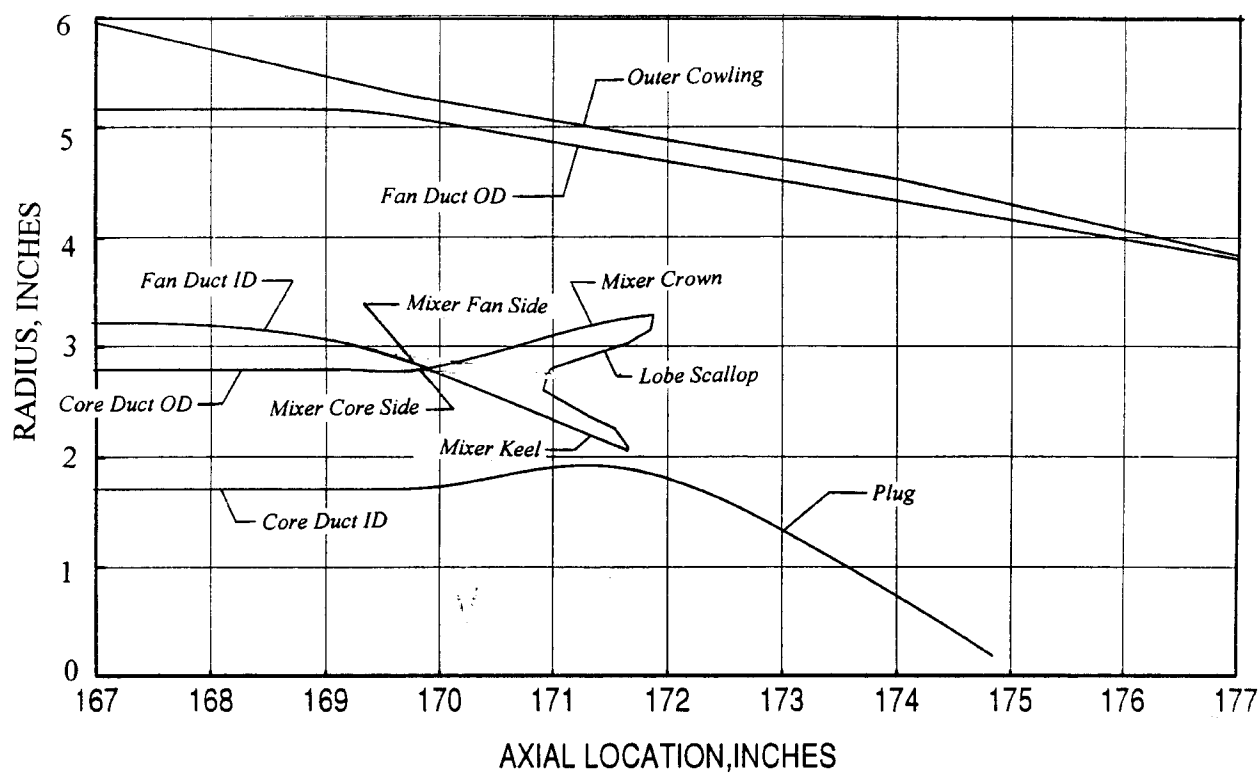 6
Outer Cowling
5
Fan Duct OD
4
RADIUS, INCHES
Fan Duct ID
Mixer Fan Side
Mixer Crown
3
Lobe Scallop
Core Duct OD
Mixer Core Side
Mixer Keel
2
Plug
Core Duct ID
1
0
167 168 169 170 171 172 173 174 175 176 177
AXIAL LOCATION,INCHES